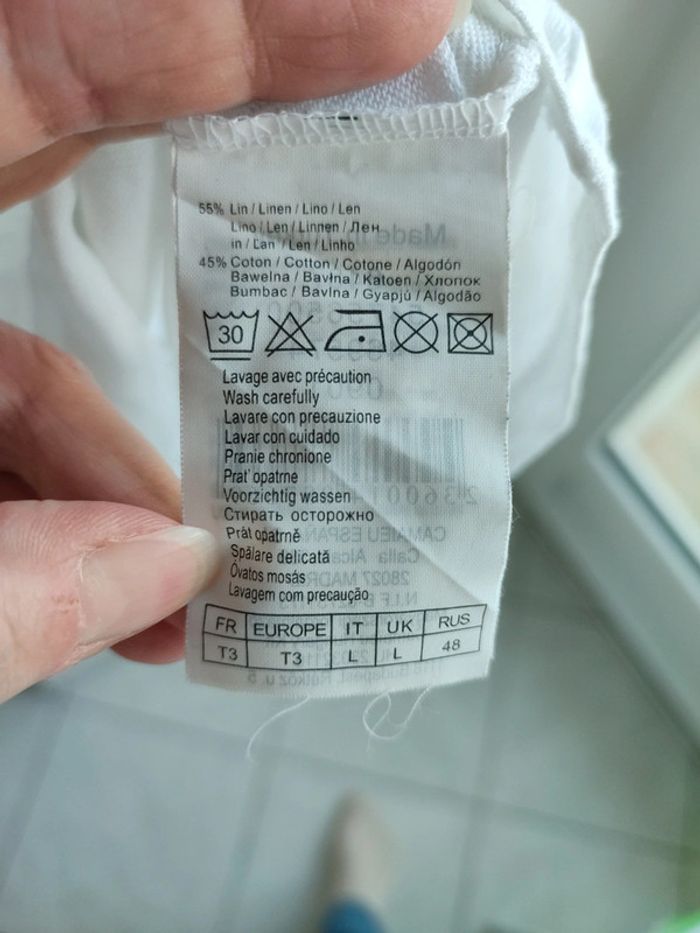 55% Lin / Linen / Lino / Len
Lino / Len / Linnen / Лен
in / Ľan / Len / Linho
45% Coton / Cotton / Cotone / Algodón
Bawelna / Bavlna / Katoen / Хлопок
Bumbac / Bavlna / Gyapjú / Algodão
30
Lavage avec précaution
Wash carefully
Lavare con precauzione
Lavar con cuidado
Pranie chronione
Prat' opatrne
Voorzichtig wassen
Стирать осторожно
Prát opatrně
Spălare delicată
Óvatos mosás
Lavagem com precaução
FR EUROPE IT UK RUS
T3 T3 L L 48